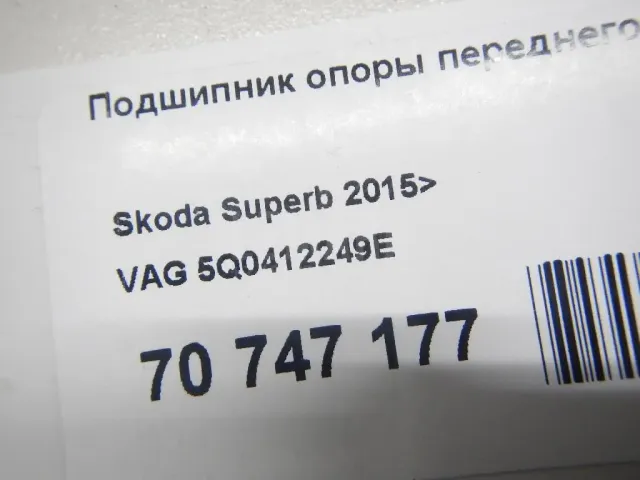 Подшипник опоры переднего
Skoda Superb 2015>
VAG 5Q0412249E
70 747 177